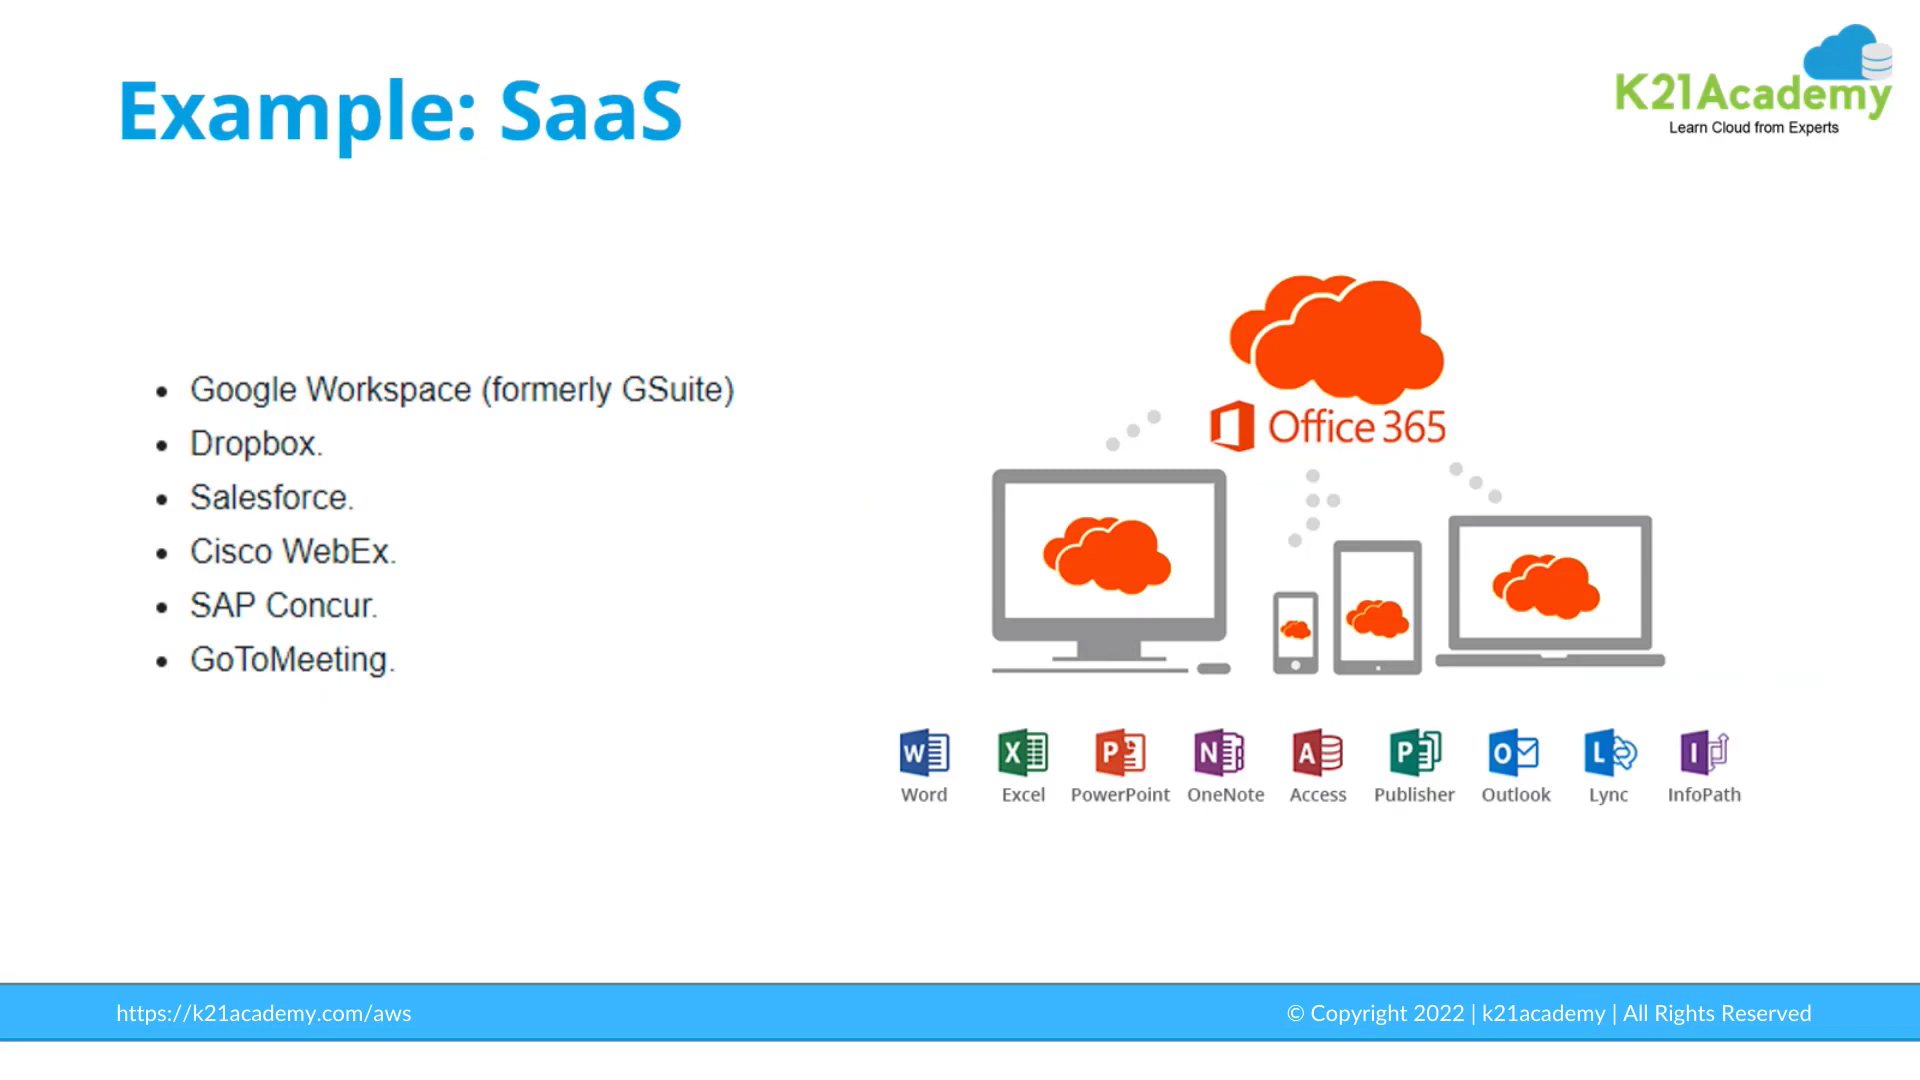 Example: SaaS
K21Academy
Learn Cloud from Experts
• Google Workspace (formerly GSuite)
• Dropbox.
• Salesforce.
• Cisco WebEx.
• SAP Concur.
• GoToMeeting.
Office 365
W X P N A P O L I
Word Excel PowerPoint OneNote Access Publisher Outlook Lync InfoPath
https://k21academy.com/aws
© Copyright 2022 | k21academy | All Rights Reserved